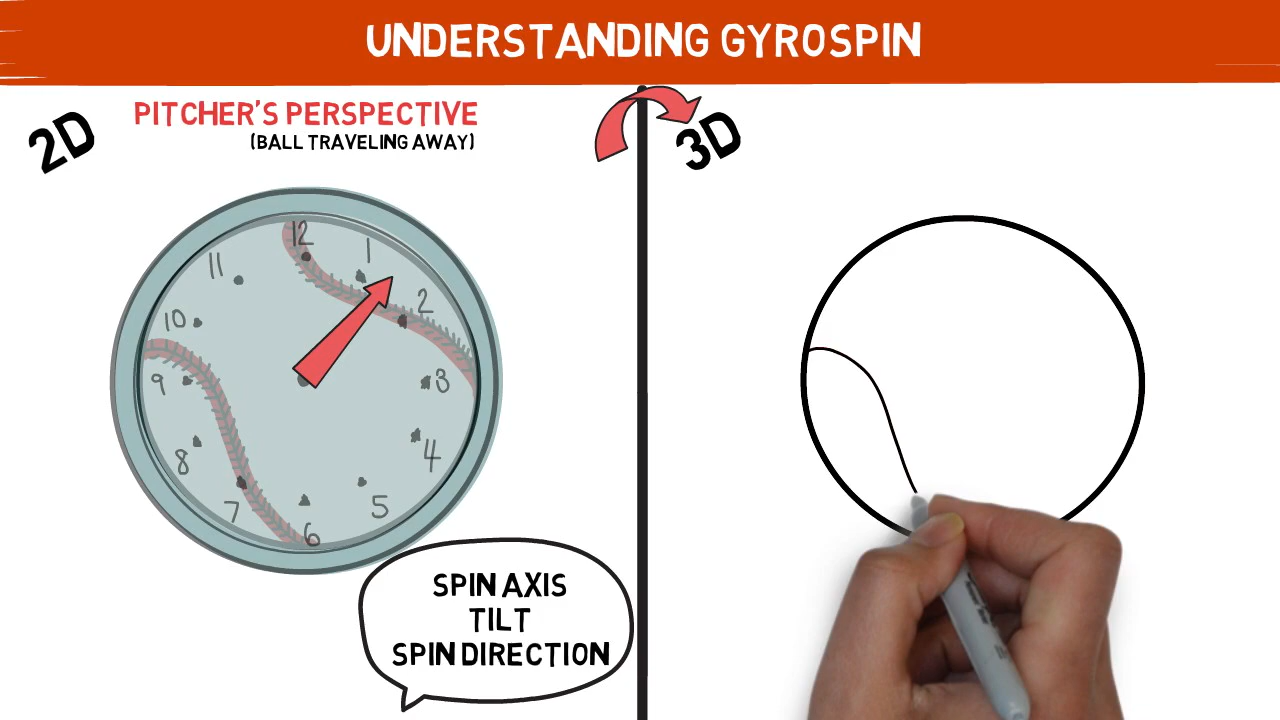 UNDERSTANDING GYROSPIN
2D
PITCHER'S PERSPECTIVE
(BALL TRAVELING AWAY)
3D
12
1
2
3
4
5
6
7
8
9
10
11
SPIN AXIS
TILT
SPIN DIRECTION